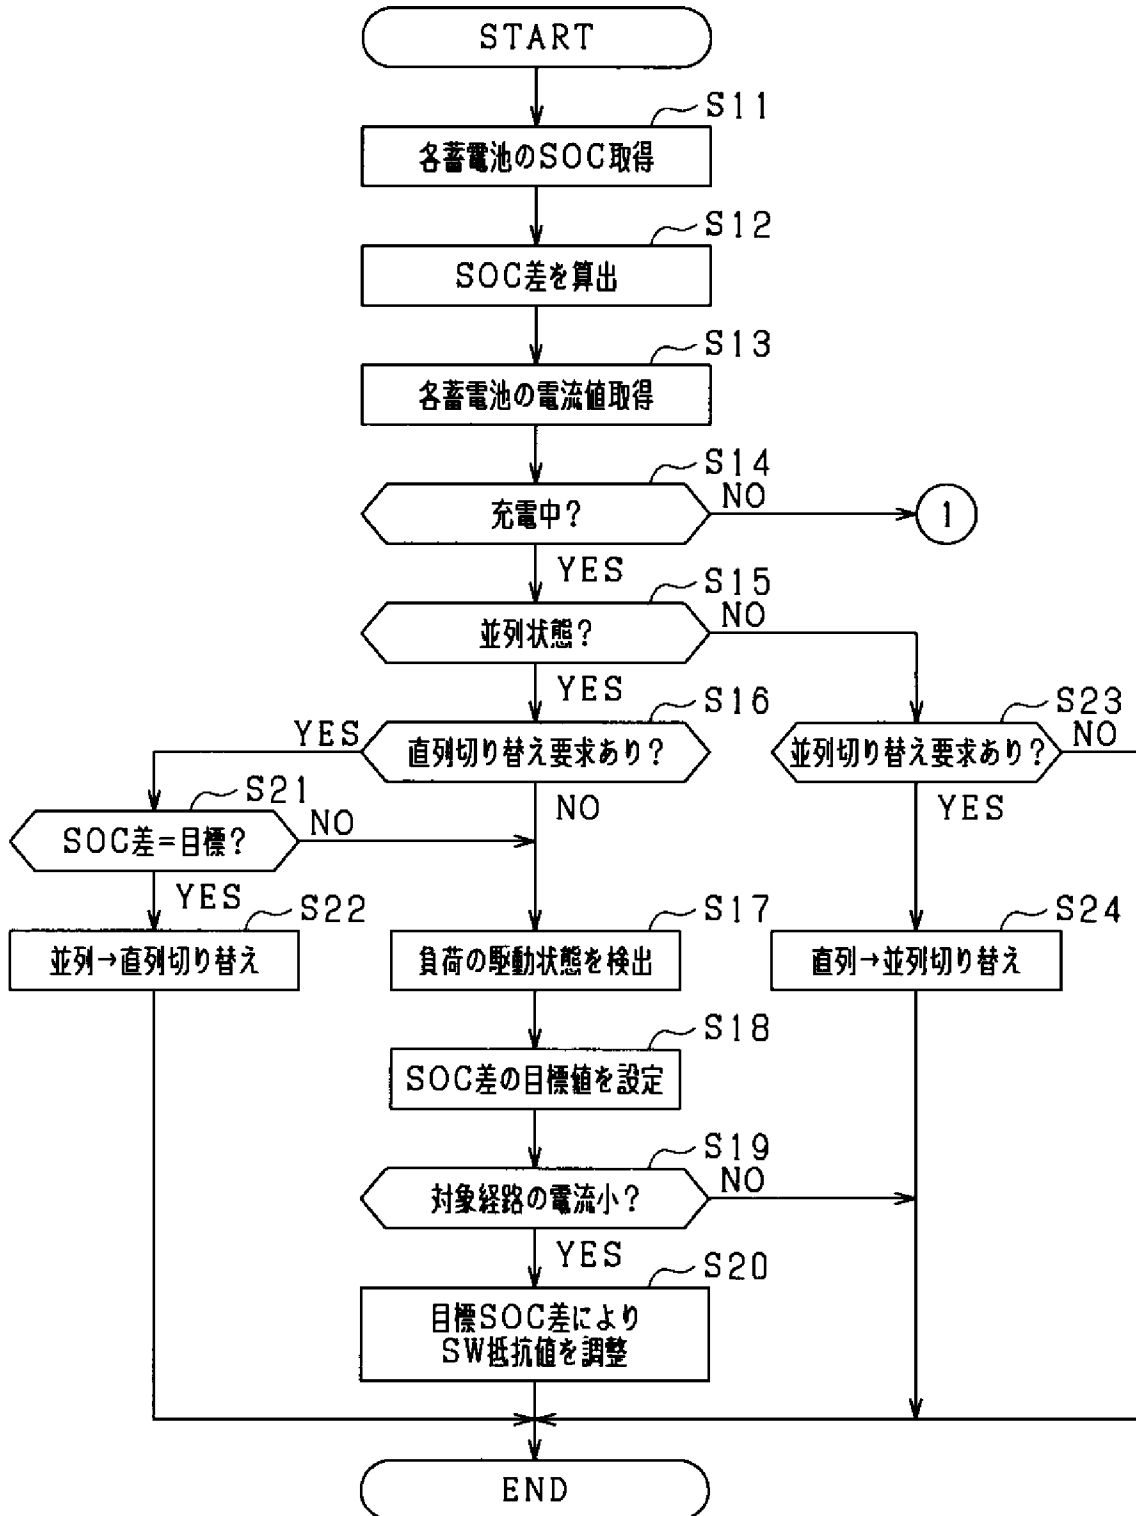 START
S11
各蓄電池のSOC取得
S12
SOC差を算出
S13
各蓄電池の電流値取得
S14
充電中?
NO
1
YES
S15
並列状態?
NO
YES
S16
直列切り替え要求あり?
YES
NO
S23
並列切り替え要求あり?
NO
YES
S21
SOC差=目標?
NO
YES
S22
並列→直列切り替え
S17
負荷の駆動状態を検出
S24
直列→並列切り替え
S18
SOC差の目標値を設定
S19
対象経路の電流小?
NO
YES
S20
目標SOC差により
SW抵抗値を調整
END